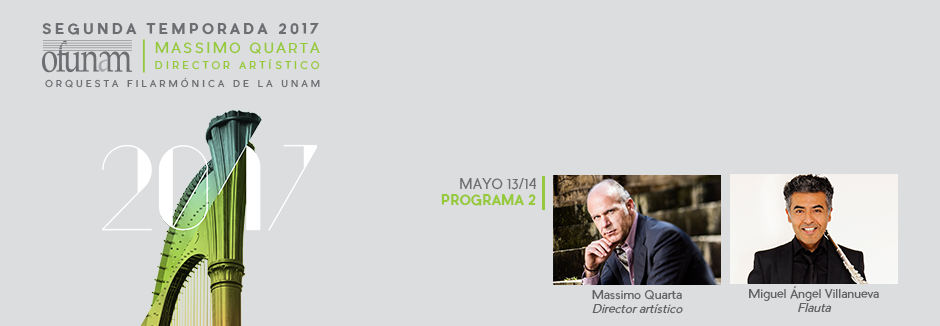 SEGUNDA TEMPORADA 2017
ofunam
MASSIMO QUARTA
DIRECTOR ARTÍSTICO
ORQUESTA FILARMÓNICA DE LA UNAM
2017
MAYO 13/14
PROGRAMA 2
Massimo Quarta
Director artístico
Miguel Ángel Villanueva
Flauta